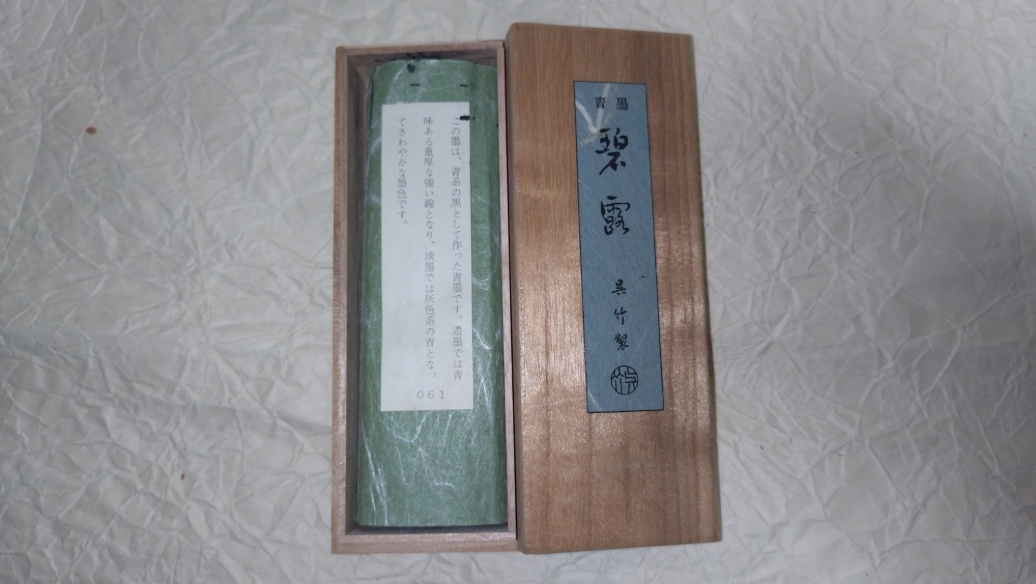 青墨
碧露
呉竹製
この墨は、青系の黒として作った青墨です。濃墨では青
味ある重厚な強い線となり、淡墨では灰色系の青となっ
てさわやかな墨色です。
061